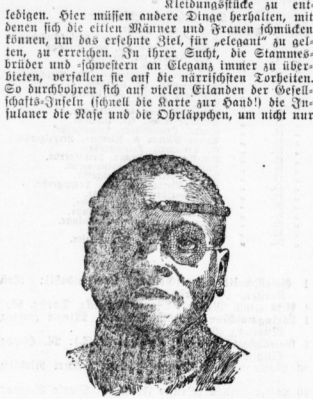 Kleidungsstücke zu ent-
ledigen. Hier müssen andere Dinge herhalten, mit
denen sich die eitlen Männer und Frauen schmücken
können, um das ersehnte Ziel, für „elegant“ zu gel-
ten, zu erreichen. In ihrer Sucht, die Stammes-
brüder und -schwestern an Eleganz immer zu über-
bieten, verfallen sie auf die närrischsten Torheiten.
So durchbohren sich auf vielen Eilanden der Gesell-
schafts-Inseln (schnell die Karte zur Hand!) die In-
sulaner die Nase und die Ohrläppchen, um nicht nur